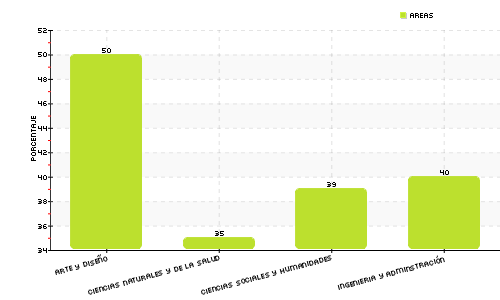 AREAS
PORCENTAJE
52
50
48
46
44
42
40
38
36
34
50
35
39
40
ARTE Y DISEÑO
CIENCIAS NATURALES Y DE LA SALUD
CIENCIAS SOCIALES Y HUMANIDADES
INGENIERIA Y ADMINISTRACIÓN